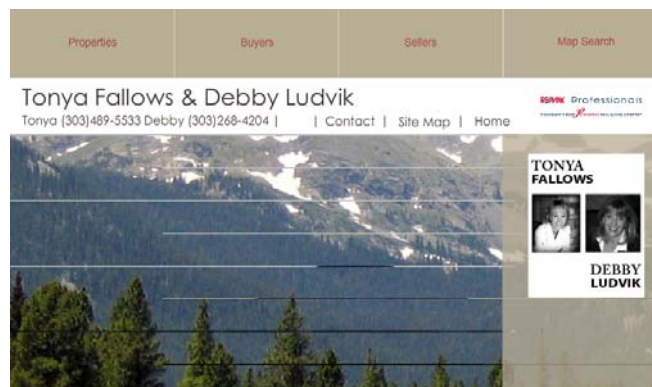 Properties Buyers Sellers Map Search
Tonya Fallows & Debby Ludvik
RE/MAX Professionals
Tonya (303)489-5533 Debby (303)268-4204 | | Contact | Site Map | Home
TONYA
FALLOWS
DEBBY
LUDVIK